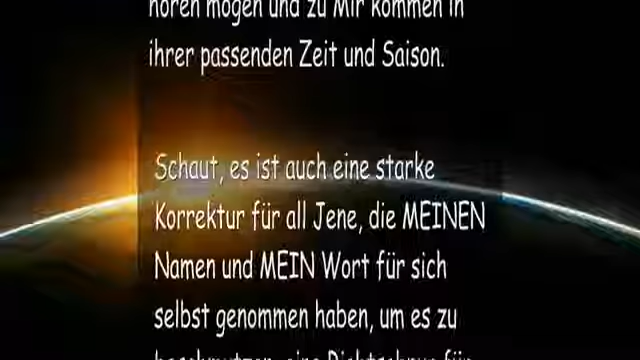 hören mögen und zu Mir kommen in
ihrer passenden Zeit und Saison.
Schaut, es ist auch eine starke
Korrektur für all Jene, die MEINEN
Namen und MEIN Wort für sich
selbst genommen haben, um es zu